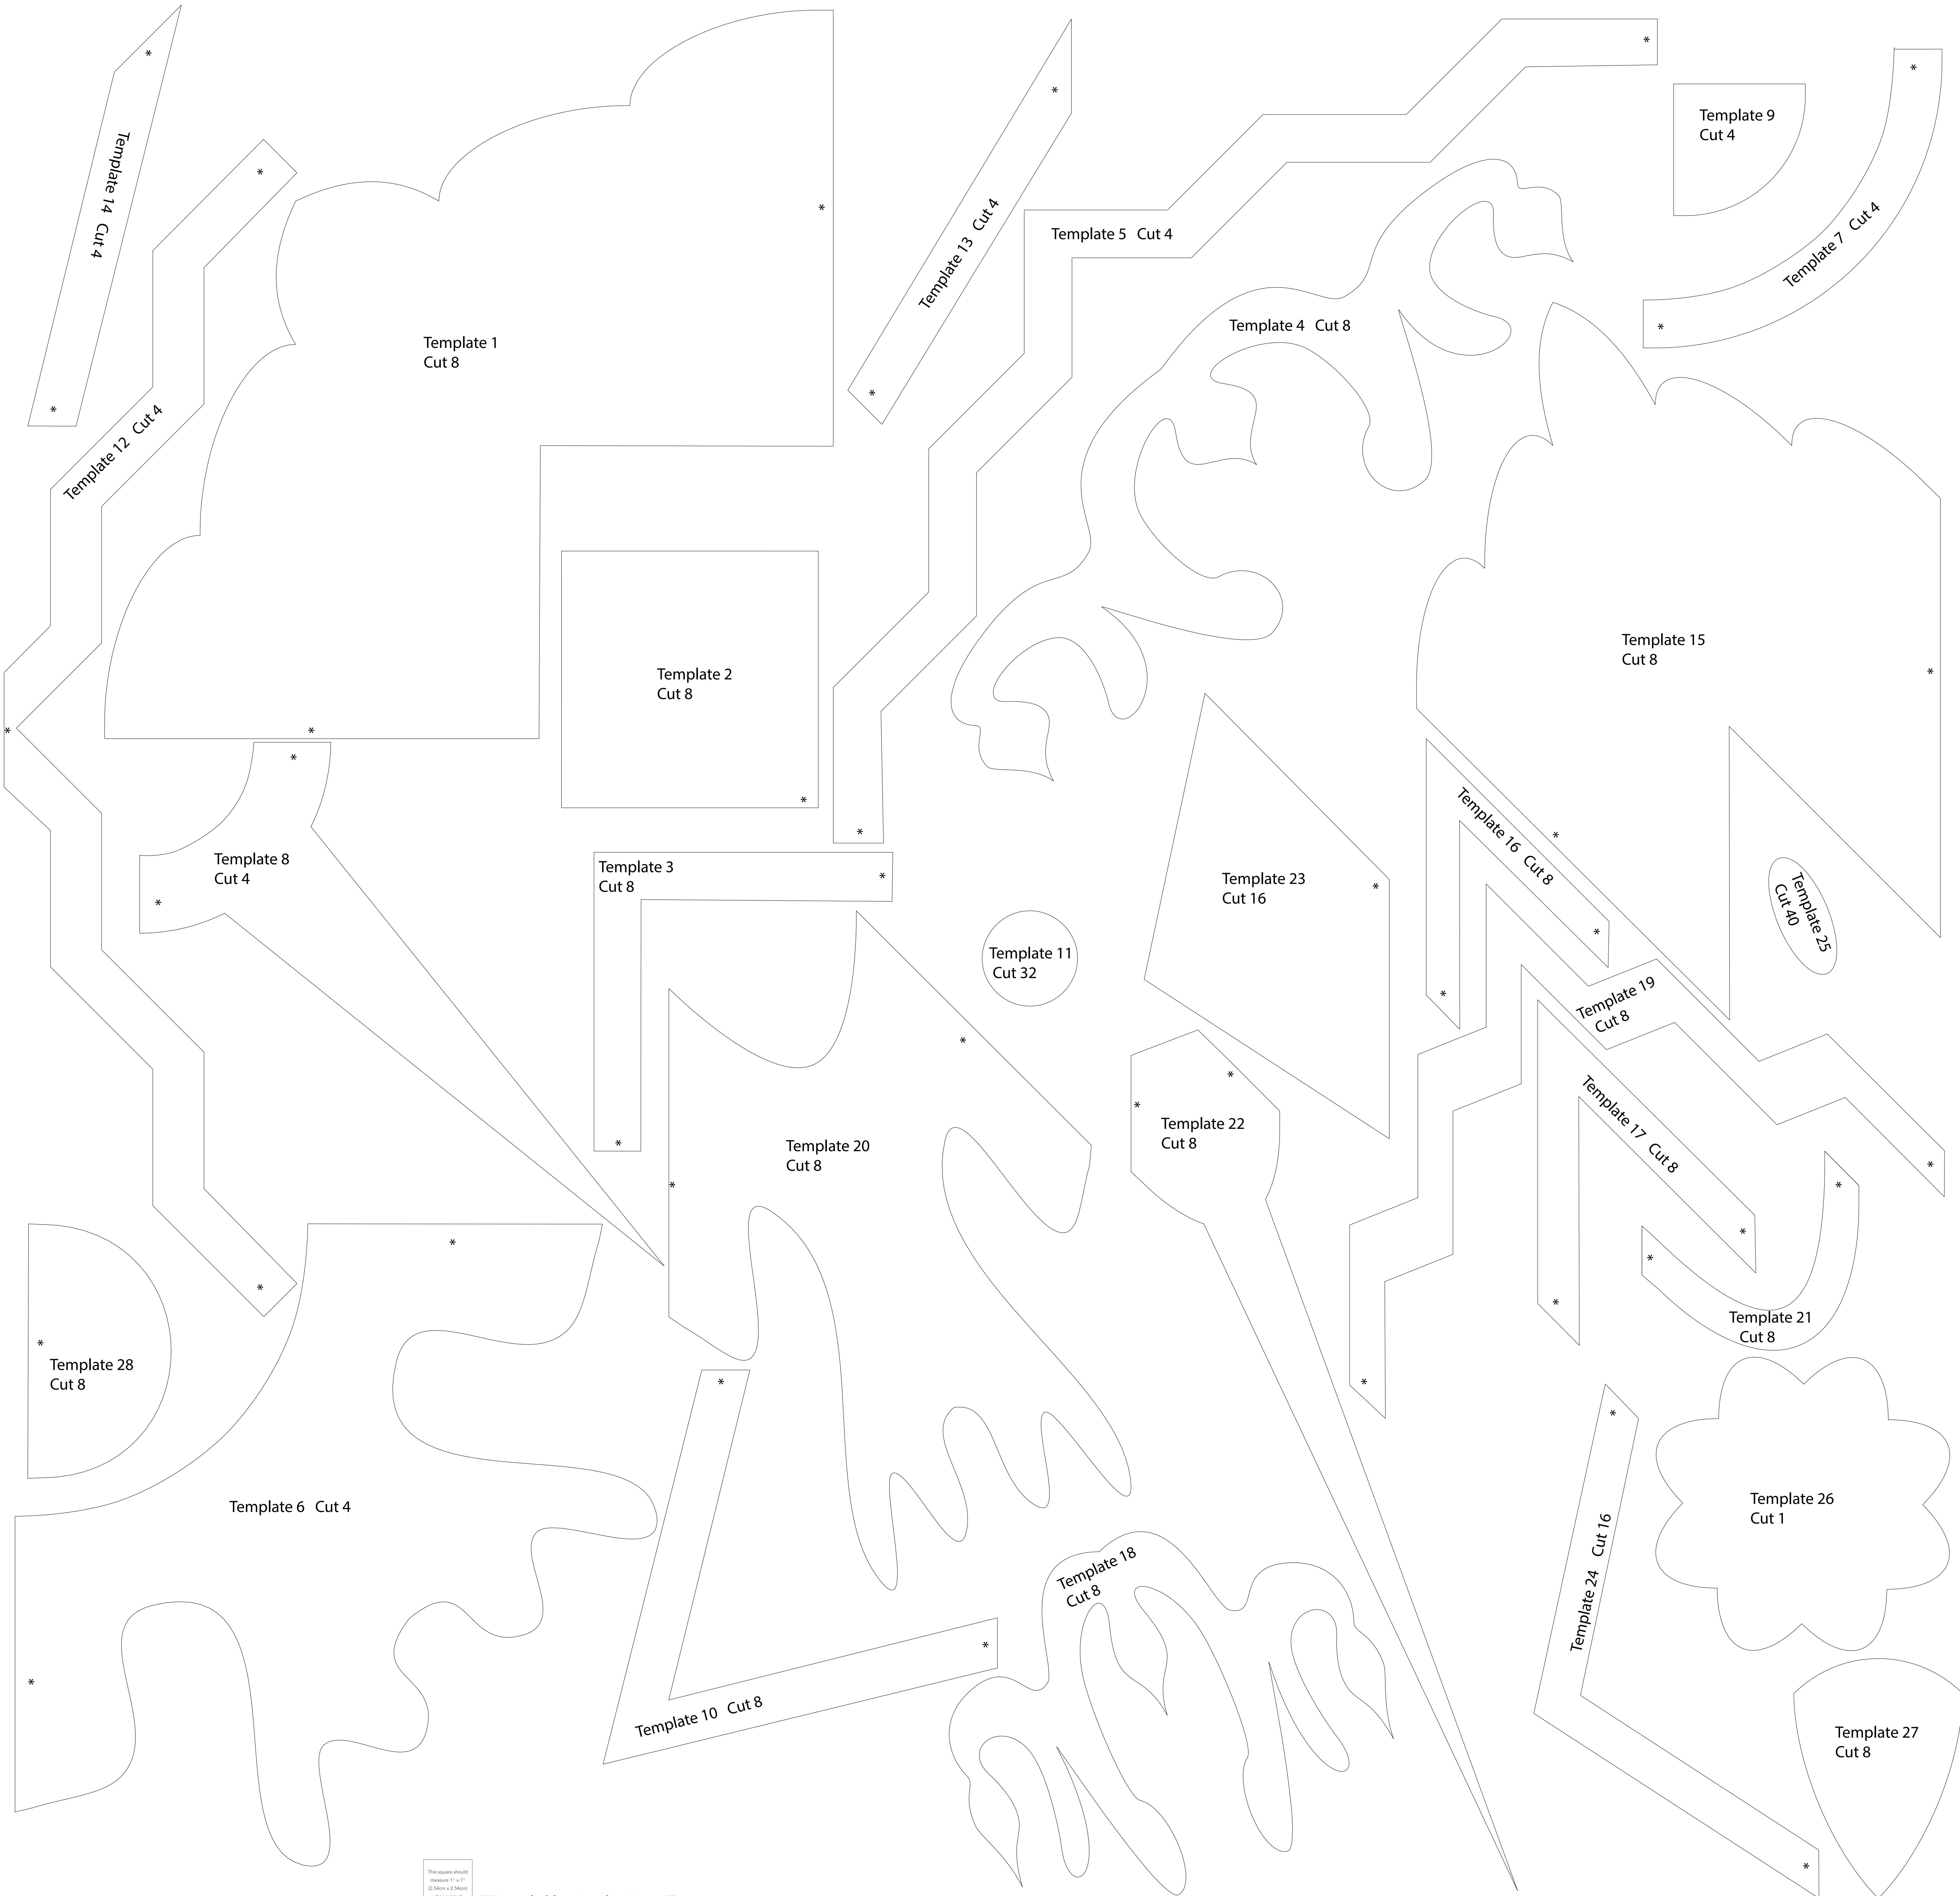 Template 14 Cut 4
Template 12 Cut 4
Template 1
Cut 8
Template 13 Cut 4
Template 5 Cut 4
Template 9
Cut 4
Template 7 Cut 4
Template 4 Cut 8
Template 2
Cut 8
Template 15
Cut 8
Template 8
Cut 4
Template 3
Cut 8
Template 16 Cut 8
Template 23
Cut 16
Template 25
Cut 40
Template 11
Cut 32
Template 19
Cut 8
Template 22
Cut 8
Template 17 Cut 8
Template 20
Cut 8
Template 21
Cut 8
Template 28
Cut 8
Template 6 Cut 4
Template 26
Cut 1
Template 18
Cut 8
Template 24 Cut 16
Template 10 Cut 8
Template 27
Cut 8
This square should
measure 1" x 1"
(2.54cm x 2.54cm)